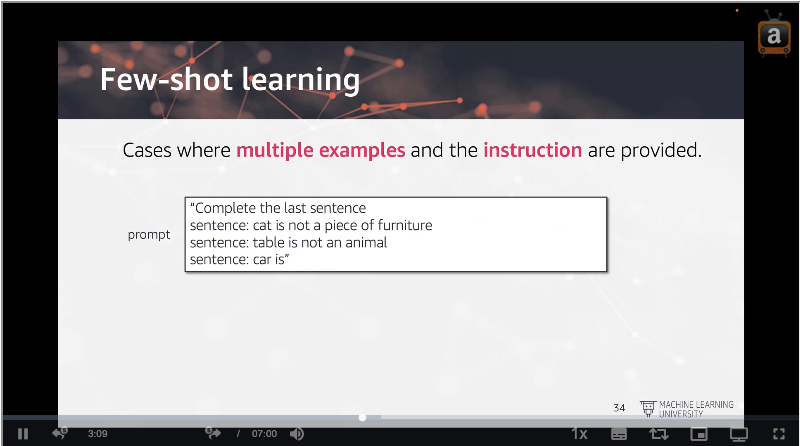 a
Few-shot learning
Cases where multiple examples and the instruction are provided.
prompt
“Complete the last sentence
sentence: cat is not a piece of furniture
sentence: table is not an animal
sentence: car is”
34
MACHINE LEARNING
UNIVERSITY
3:09 / 07:00 1x